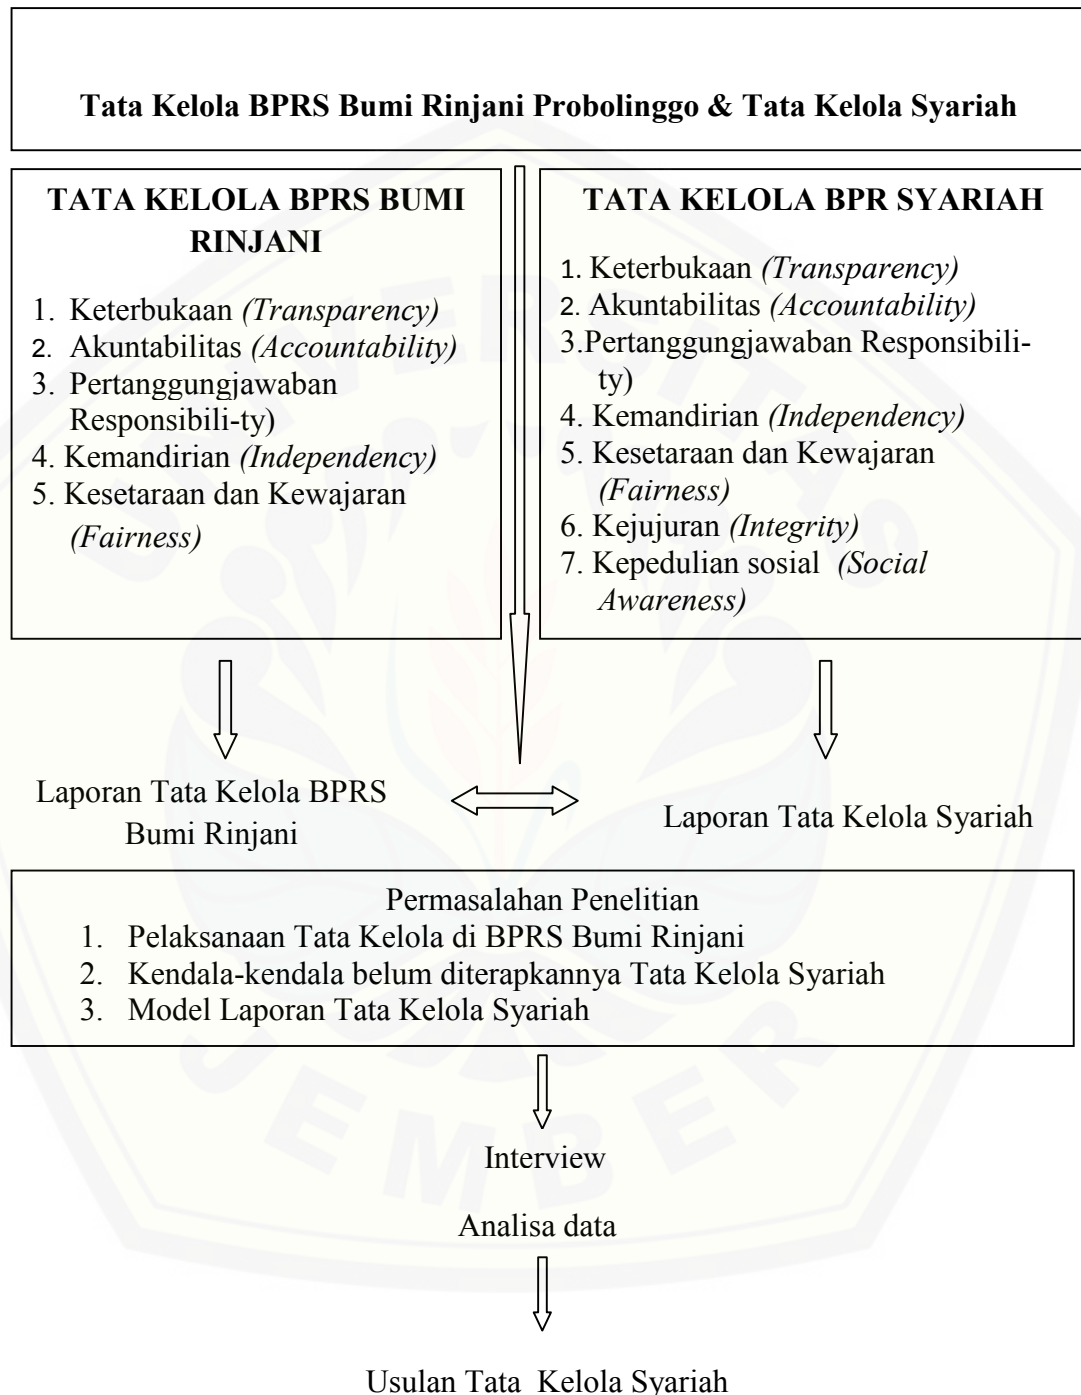 Tata Kelola BPRS Bumi Rinjani Probolinggo & Tata Kelola Syariah
TATA KELOLA BPRS BUMI
RINJANI
1. Keterbukaan (Transparency)
2. Akuntabilitas (Accountability)
3. Pertanggungjawaban
Responsibili-ty)
4. Kemandirian (Independency)
5. Kesetaraan dan Kewajaran
(Fairness)
TATA KELOLA BPR SYARIAH
1. Keterbukaan (Transparency)
2. Akuntabilitas (Accountability)
3.Pertanggungjawaban Responsibili-
ty)
4. Kemandirian (Independency)
5. Kesetaraan dan Kewajaran
(Fairness)
6. Kejujuran (Integrity)
7. Kepedulian sosial (Social
Awareness)
Laporan Tata Kelola BPRS
Bumi Rinjani
Laporan Tata Kelola Syariah
Permasalahan Penelitian
1. Pelaksanaan Tata Kelola di BPRS Bumi Rinjani
2. Kendala-kendala belum diterapkannya Tata Kelola Syariah
3. Model Laporan Tata Kelola Syariah
Interview
Analisa data
Usulan Tata Kelola Syariah
UNIVERSITAS
JEMBER